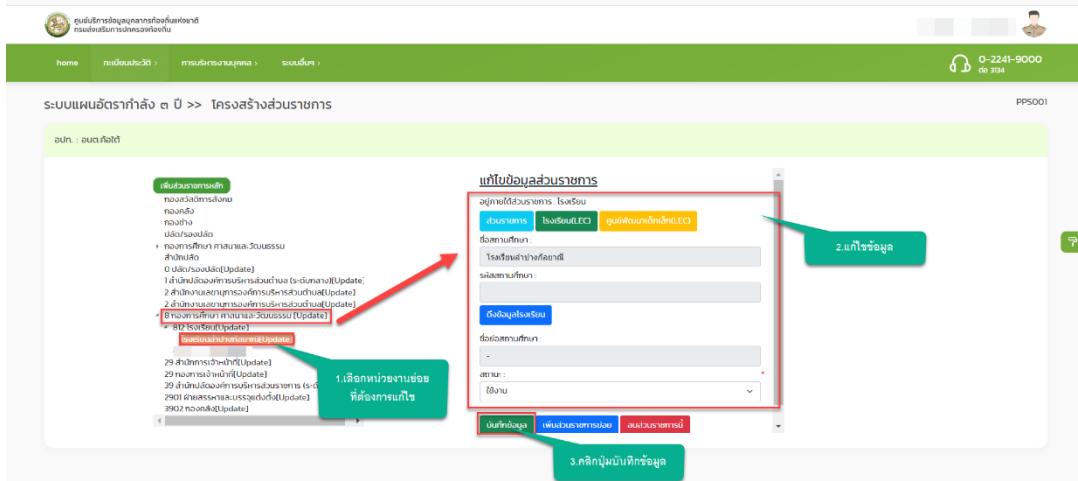 ศูนย์บริการข้อมูลบุคลากรท้องถิ่นแห่งชาติ
กรมส่งเสริมการปกครองท้องถิ่น
home ทะเบียนประวัติ › การบริหารงานบุคคล › ระบบอื่นๆ ›
0-2241-9000
ต่อ 3134
ระบบแผนอัตรากำลัง ๓ ปี >> โครงสร้างส่วนราชการ
PPS001
อปท. : อบต.ก้อใต้
เพิ่มส่วนราชการหลัก
กองสวัสดิการสังคม
กองคลัง
กองช่าง
ปลัด/รองปลัด
กองการศึกษา ศาสนาและวัฒนธรรม
สำนักปลัด
0 ปลัด/รองปลัด[Update]
1 สำนักปลัดองค์การบริหารส่วนตำบล (ระดับกลาง)[Update]
2 สำนักงานเลขานุการองค์การบริหารส่วนตำบล[Update]
2 สำนักงานเลขานุการองค์การบริหารส่วนตำบล[Update]
8 กองการศึกษา ศาสนาและวัฒนธรรม [Update]
812 โรงเรียน[Update]
29 สำนักการเจ้าหน้าที่[Update]
29 กองการเจ้าหน้าที่[Update]
39 สำนักปลัดองค์การบริหารส่วนราชการ
2901 ฝ่ายสรรหาและบรรจุแต่งตั้ง[Update]
3902 กองคลัง[Update]
1.เลือกหน่วยงานย่อย
ที่ต้องการแก้ไข
แก้ไขข้อมูลส่วนราชการ
อยู่ภายใต้ส่วนราชการ : โรงเรียน
ส่วนราชการ โรงเรียน(LEC) ศูนย์พัฒนาเด็กเล็ก(LEC)
ชื่อสถานศึกษา :
รหัสสถานศึกษา :
ดึงข้อมูลโรงเรียน
ชื่อย่อสถานศึกษา :
-
สถานะ : *
ใช้งาน
บันทึกข้อมูล เพิ่มส่วนราชการย่อย ลบส่วนราชการนี้
2.แก้ไขข้อมูล
3.คลิกปุ่มบันทึกข้อมูล